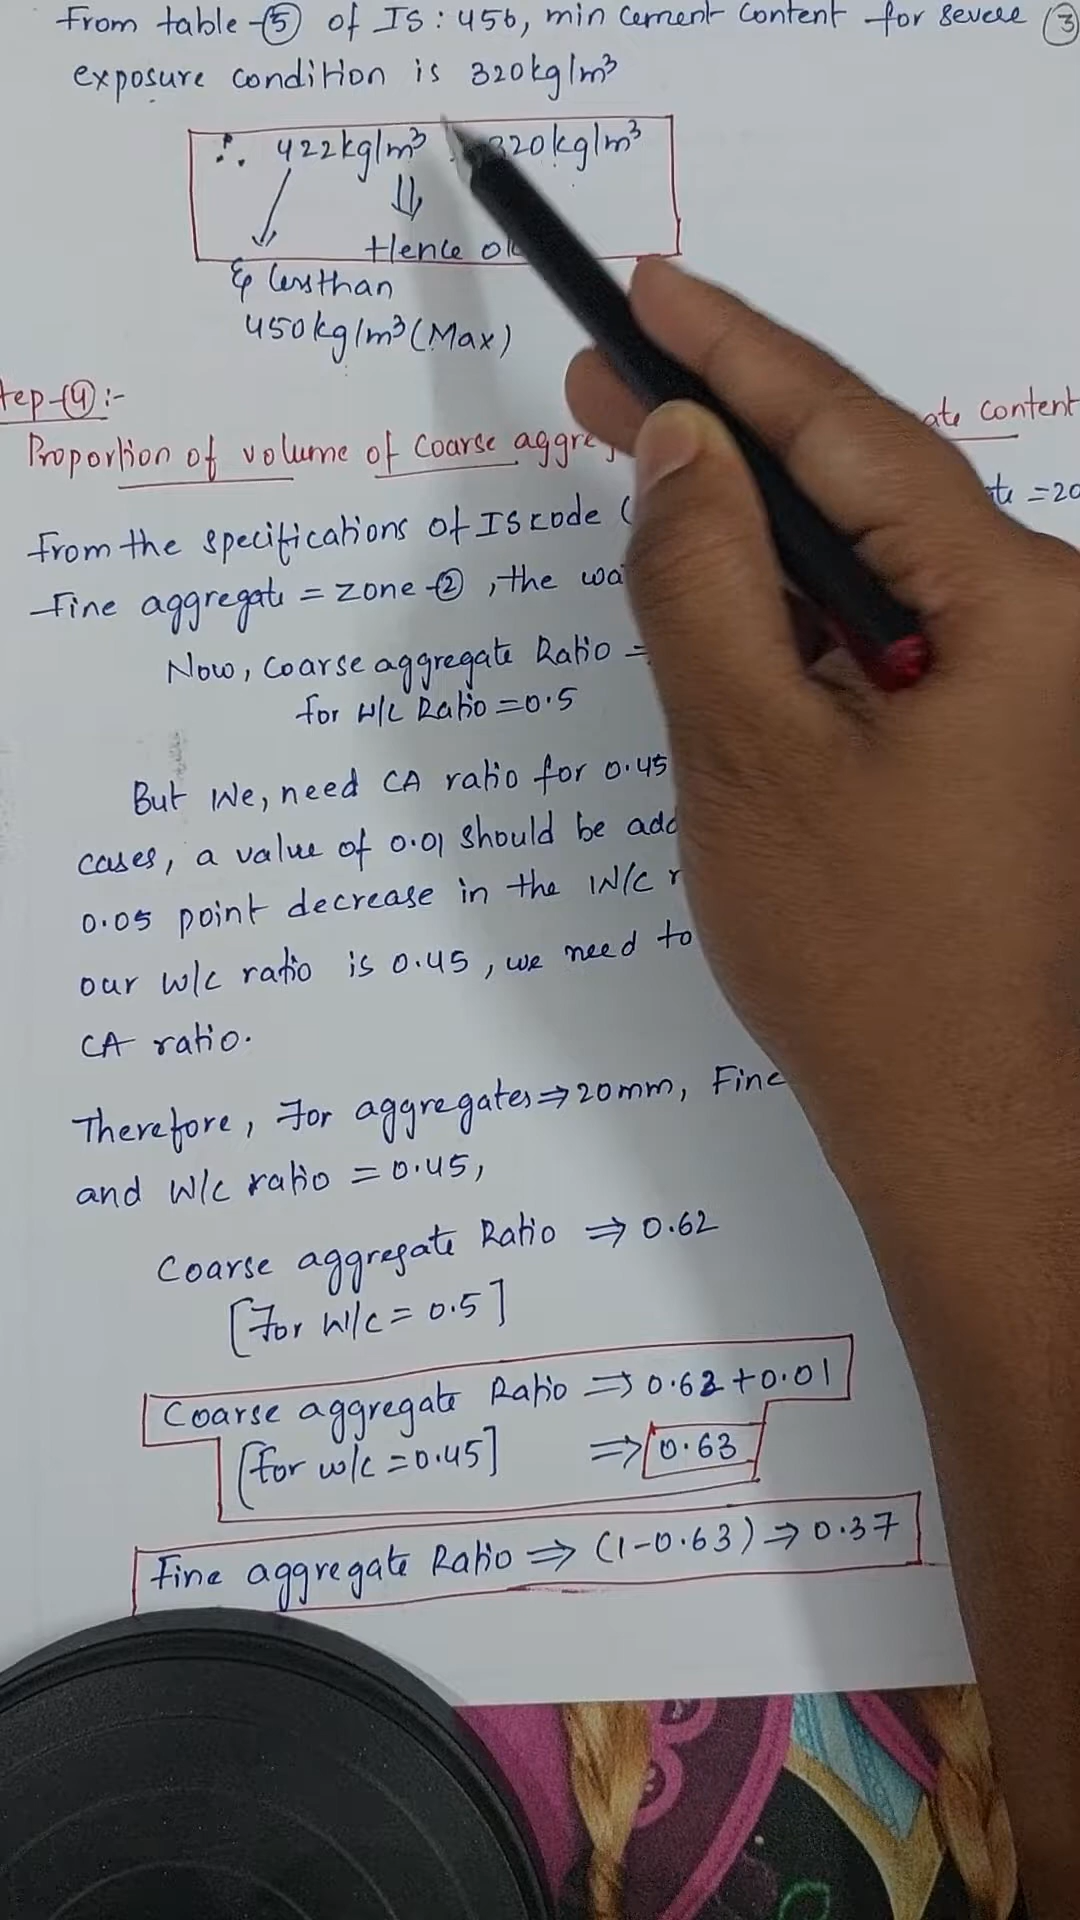 From table-⑤ of IS:456, min cement content for severe ③
exposure condition is 320kg/m³
∴ 422kg/m³ 320kg/m³
⇓
Hence
& lessthan
450kg/m³(Max)
tep-④:-
Proportion of volume of coarse aggre ate content
From the specifications of IS code ( te =20
Fine aggregate = zone-②, the wa
Now, coarse aggregate Ratio =
for W/C Ratio =0.5
But We, need CA ratio for 0.45
cases, a value of 0.01 should be add
0.05 point decrease in the W/C r
our w/c ratio is 0.45, we need to
CA ratio.
Therefore, For aggregates⇒20mm, Fine
and W/C ratio = 0.45,
Coarse aggregate Ratio ⇒ 0.62
[For W/C = 0.5]
Coarse aggregate Ratio ⇒ 0.62+0.01
[for w/c =0.45] ⇒ 0.63
Fine aggregate Ratio ⇒ (1-0.63) ⇒ 0.37